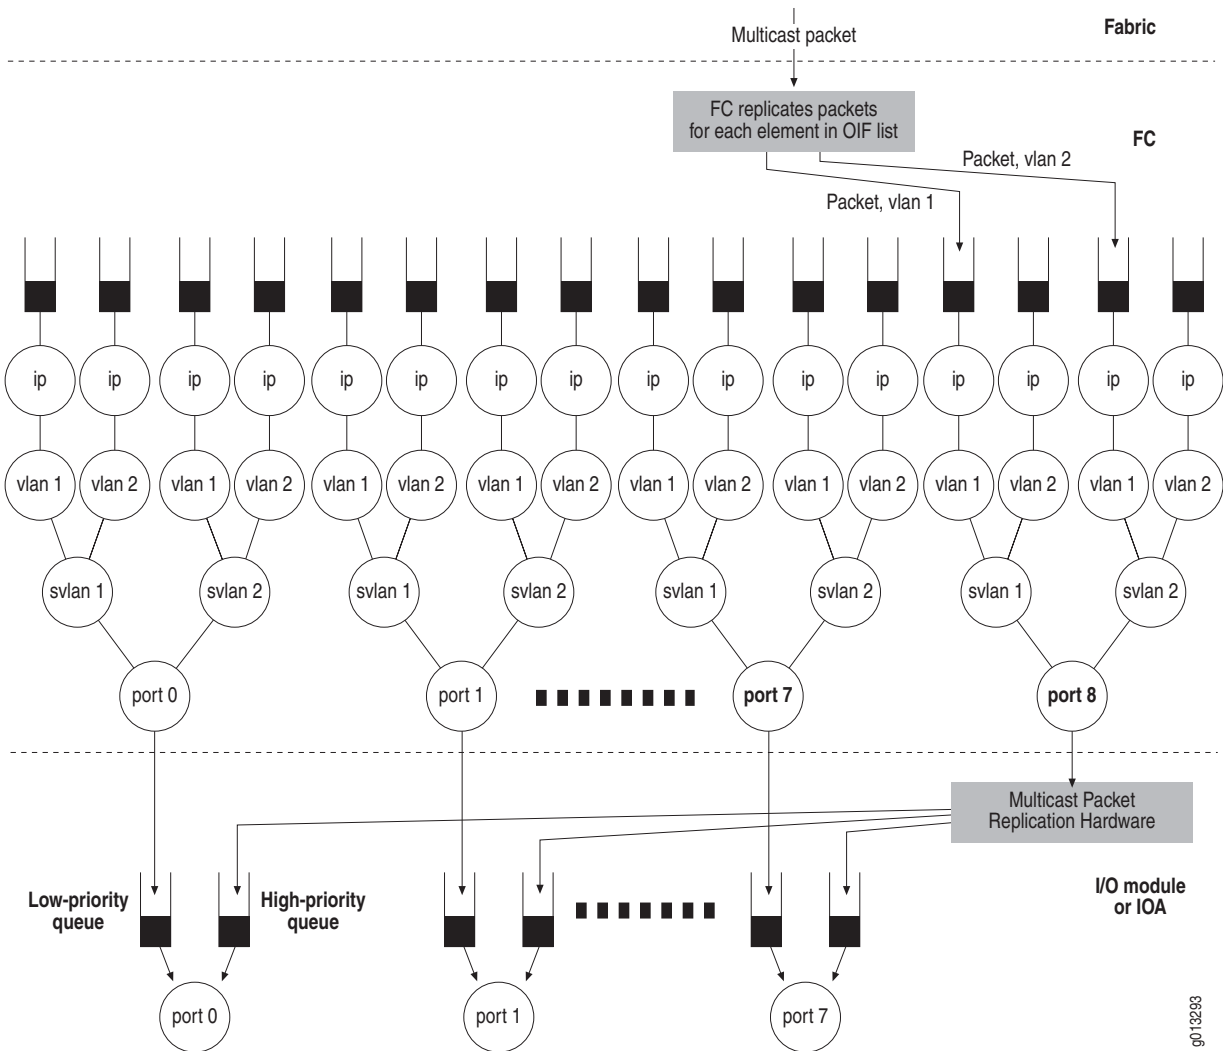 Multicast packet
Fabric
FC replicates packets
for each element in OIF list
FC
Packet, vlan 2
Packet, vlan 1
ip ip ip ip ip ip ip ip ip ip ip ip ip ip ip ip
vlan 1 vlan 2 vlan 1 vlan 2 vlan 1 vlan 2 vlan 1 vlan 2 vlan 1 vlan 2 vlan 1 vlan 2 vlan 1 vlan 2 vlan 1 vlan 2
svlan 1 svlan 2 svlan 1 svlan 2 svlan 1 svlan 2 svlan 1 svlan 2
port 0 port 1 port 7 port 8
Multicast Packet
Replication Hardware
Low-priority
queue
High-priority
queue
I/O module
or IOA
port 0 port 1 port 7
g013293